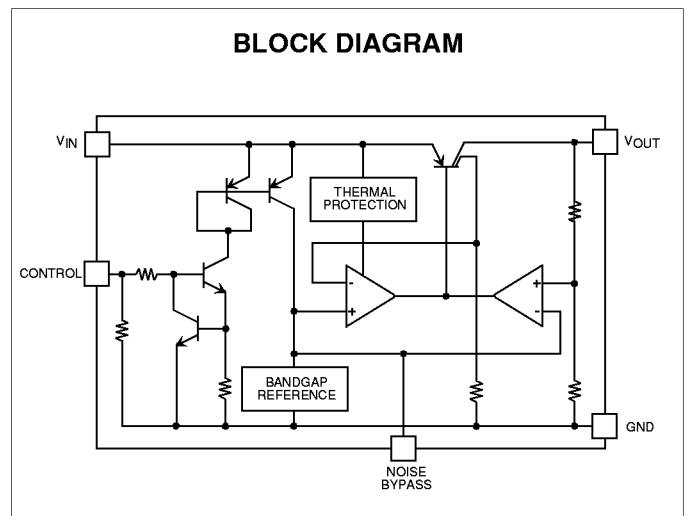 BLOCK DIAGRAM
VIN
VOUT
THERMAL
PROTECTION
CONTROL
-
+
+
-
BANDGAP
REFERENCE
GND
NOISE
BYPASS